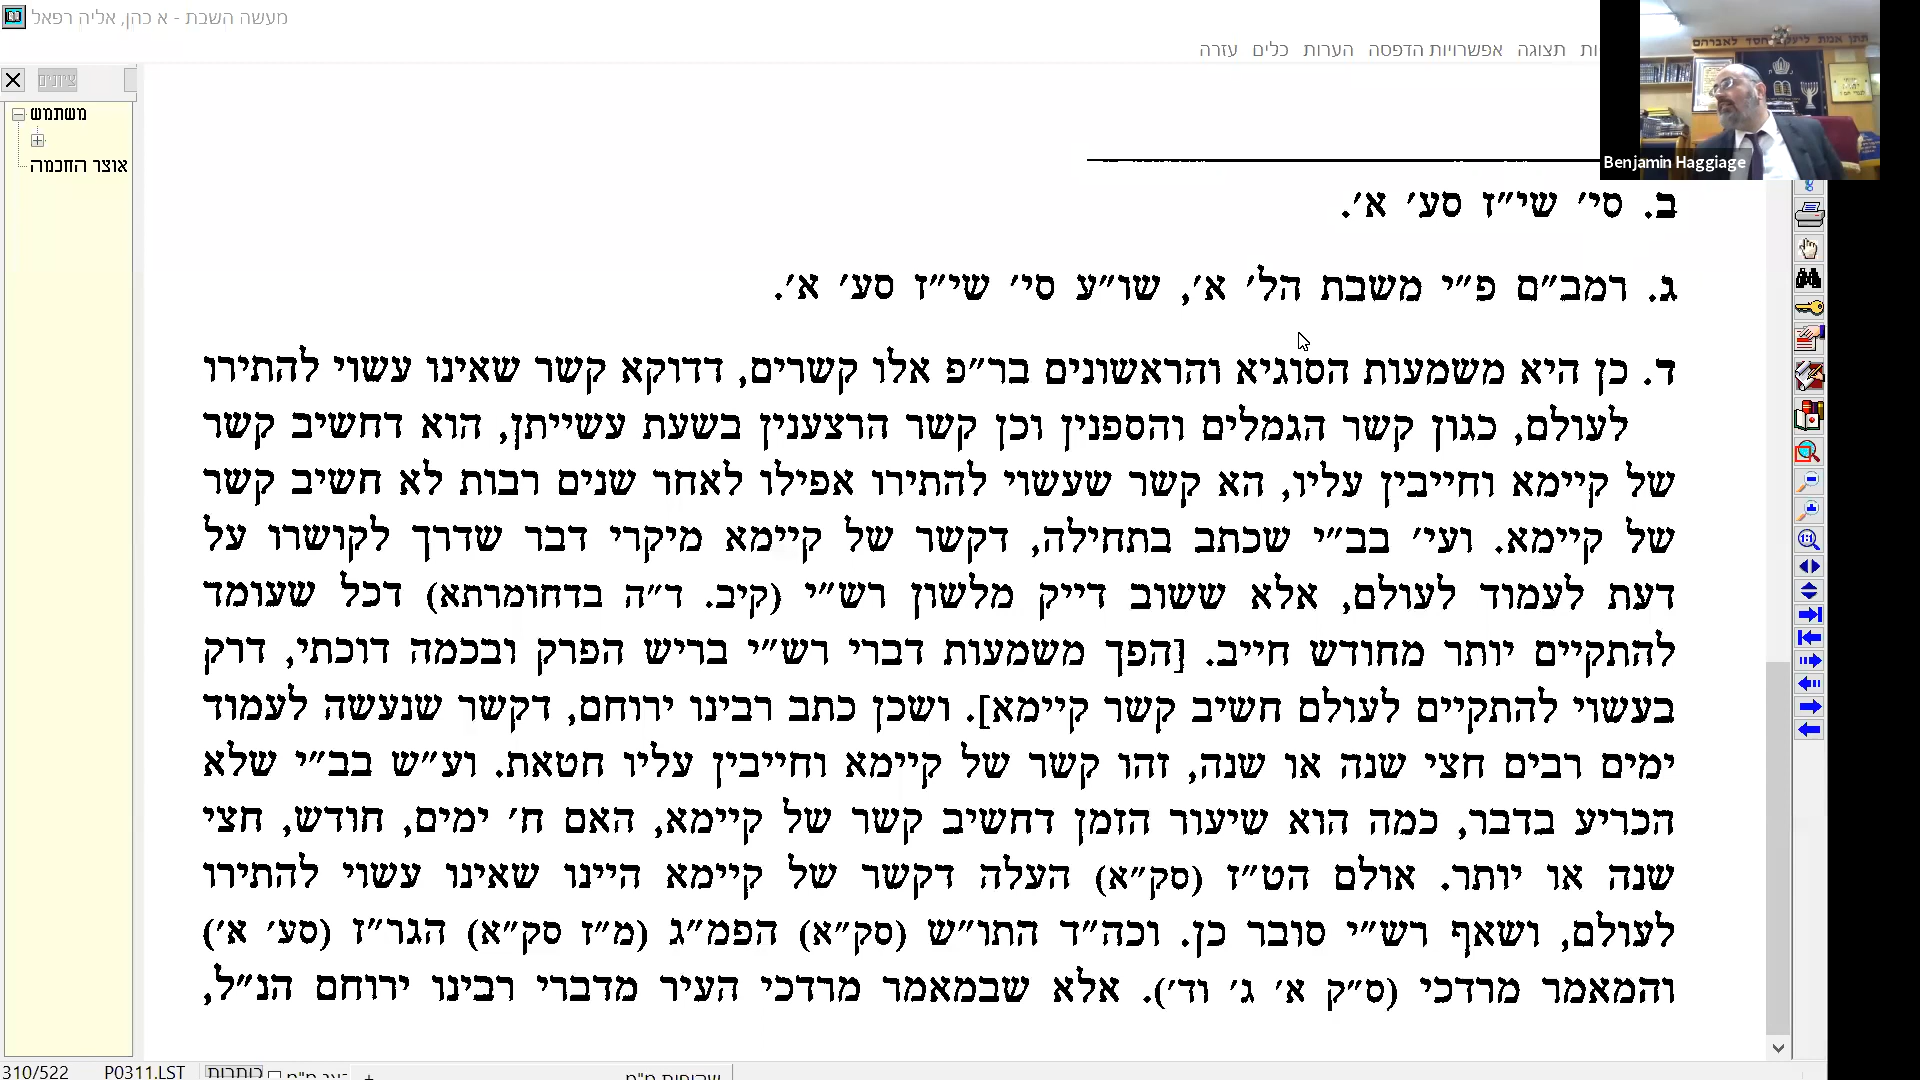 מעשה השבת - א כהן, אליה רפאל
תצוגה אפשרויות הדפסה הערות כלים עזרה
ציונים
משתמש
אוצר החכמה
תתן אמת ליעקב חסד לאברהם
Benjamin Haggiage
ב. סי׳ שי״ז סע׳ א׳.
ג. רמב״ם פ״י משבת הל׳ א׳, שו״ע סי׳ שי״ז סע׳ א׳.
ד. כן היא משמעות הסוגיא והראשונים בר״פ אלו קשרים, דדוקא קשר שאינו עשוי להתירו
לעולם, כגון קשר הגמלים והספנין וכן קשר הרצענין בשעת עשייתן, הוא דחשיב קשר
של קיימא וחייבין עליו, הא קשר שעשוי להתירו אפילו לאחר שנים רבות לא חשיב קשר
של קיימא. ועי׳ בב״י שכתב בתחילה, דקשר של קיימא מיקרי דבר שדרך לקושרו על
דעת לעמוד לעולם, אלא ששוב דייק מלשון רש״י (קיב. ד״ה בדחומרתא) דכל שעומד
להתקיים יותר מחודש חייב. [הפך משמעות דברי רש״י בריש הפרק ובכמה דוכתי, דרק
בעשוי להתקיים לעולם חשיב קשר קיימא]. ושכן כתב רבינו ירוחם, דקשר שנעשה לעמוד
ימים רבים חצי שנה או שנה, זהו קשר של קיימא וחייבין עליו חטאת. וע״ש בב״י שלא
הכריע בדבר, כמה הוא שיעור הזמן דחשיב קשר של קיימא, האם ח׳ ימים, חודש, חצי
שנה או יותר. אולם הט״ז (סק״א) העלה דקשר של קיימא היינו שאינו עשוי להתירו
לעולם, ושאף רש״י סובר כן. וכה״ד התו״ש (סק״א) הפמ״ג (מ״ז סק״א) הגר״ז (סע׳ א׳)
והמאמר מרדכי (ס״ק א׳ ג׳ וד׳). אלא שבמאמר מרדכי העיר מדברי רבינו ירוחם הנ״ל,
310/522 P0311.LST כותרות